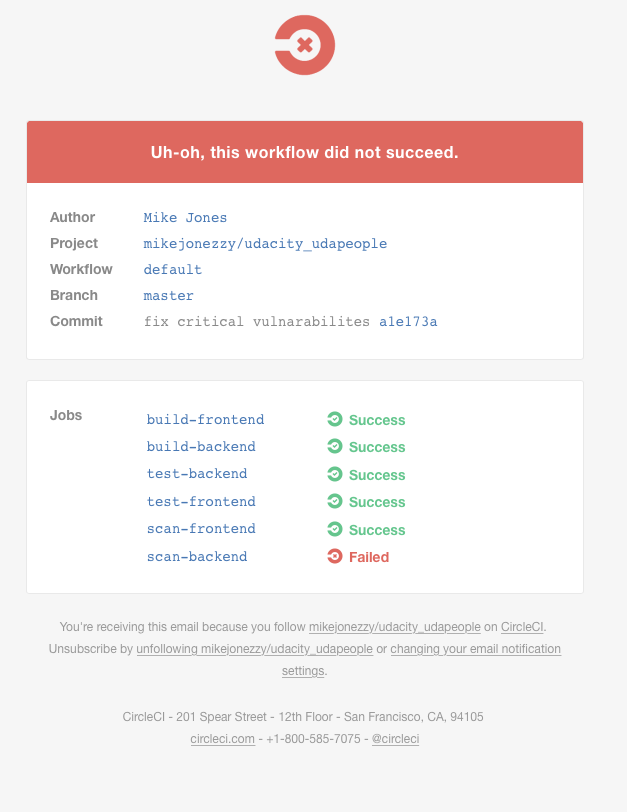 Uh-oh, this workflow did not succeed.
Author Mike Jones
Project mikejonezzy/udacity_udapeople
Workflow default
Branch master
Commit fix critical vulnarabilites a1e173a
Jobs build-frontend Success
build-backend Success
test-backend Success
test-frontend Success
scan-frontend Success
scan-backend Failed
You're receiving this email because you follow mikejonezzy/udacity_udapeople on CircleCI.
Unsubscribe by unfollowing mikejonezzy/udacity_udapeople or changing your email notification
settings.
CircleCI - 201 Spear Street - 12th Floor - San Francisco, CA, 94105
circleci.com - +1-800-585-7075 - @circleci